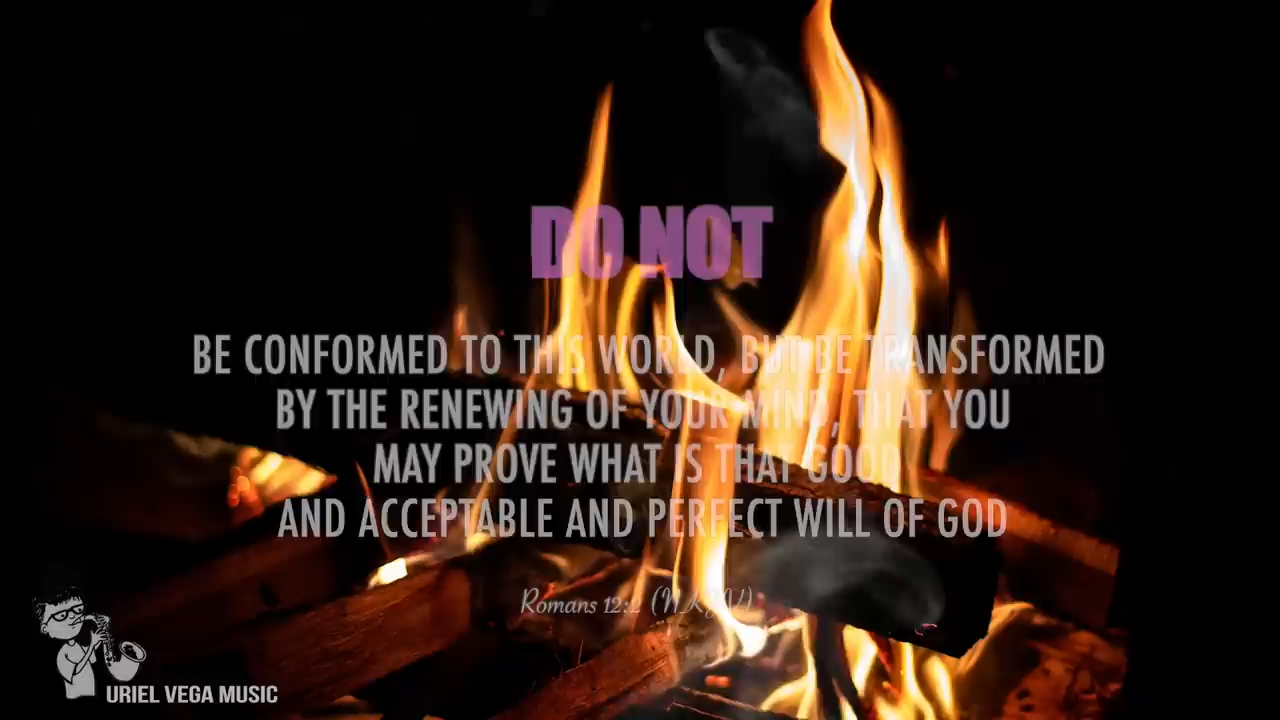 DO NOT
BE CONFORMED TO THIS WORLD, BUT BE TRANSFORMED
BY THE RENEWING OF YOUR MIND, THAT YOU
MAY PROVE WHAT IS THAT GOOD
AND ACCEPTABLE AND PERFECT WILL OF GOD
Romans 12:2 (NKJV)
URIEL VEGA MUSIC